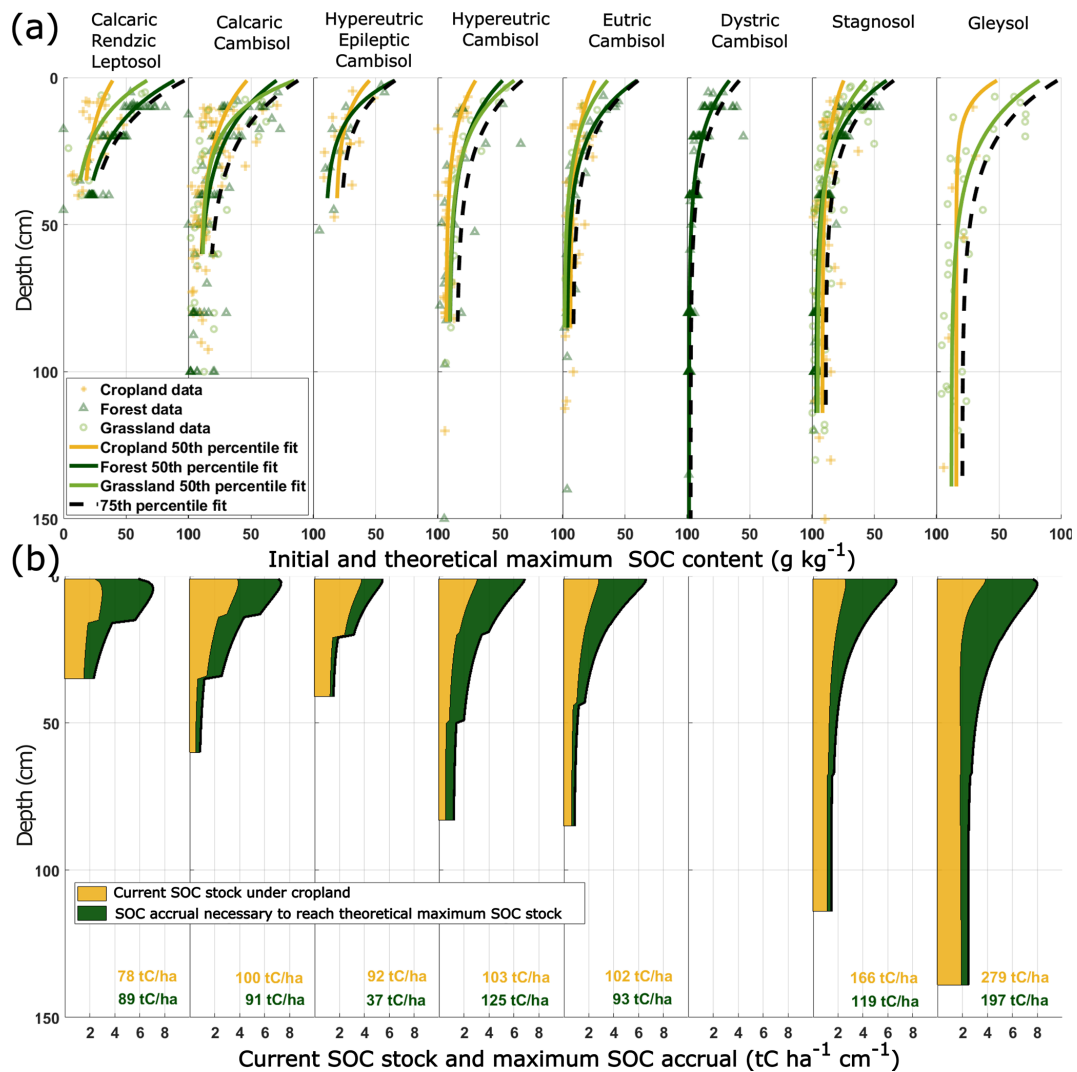 (a)
Calcaric
Rendzic
Leptosol
Calcaric
Cambisol
Hypereutric
Epileptic
Cambisol
Hypereutric
Cambisol
Eutric
Cambisol
Dystric
Cambisol
Stagnosol
Gleysol
0
50
100
150
Depth (cm)
Cropland data
Forest data
Grassland data
Cropland 50th percentile fit
Forest 50th percentile fit
Grassland 50th percentile fit
75th percentile fit
0 50 100 50 100 50 100 50 100 50 100 50 100 50 100 50 100
Initial and theoretical maximum SOC content (g kg⁻¹)
(b)
0
50
100
150
Depth (cm)
Current SOC stock under cropland
SOC accrual necessary to reach theoretical maximum SOC stock
78 tC/ha
89 tC/ha
100 tC/ha
91 tC/ha
92 tC/ha
37 tC/ha
103 tC/ha
125 tC/ha
102 tC/ha
93 tC/ha
166 tC/ha
119 tC/ha
279 tC/ha
197 tC/ha
2 4 6 8 2 4 6 8 2 4 6 8 2 4 6 8 2 4 6 8 2 4 6 8 2 4 6 8 2 4 6 8
Current SOC stock and maximum SOC accrual (tC ha⁻¹ cm⁻¹)